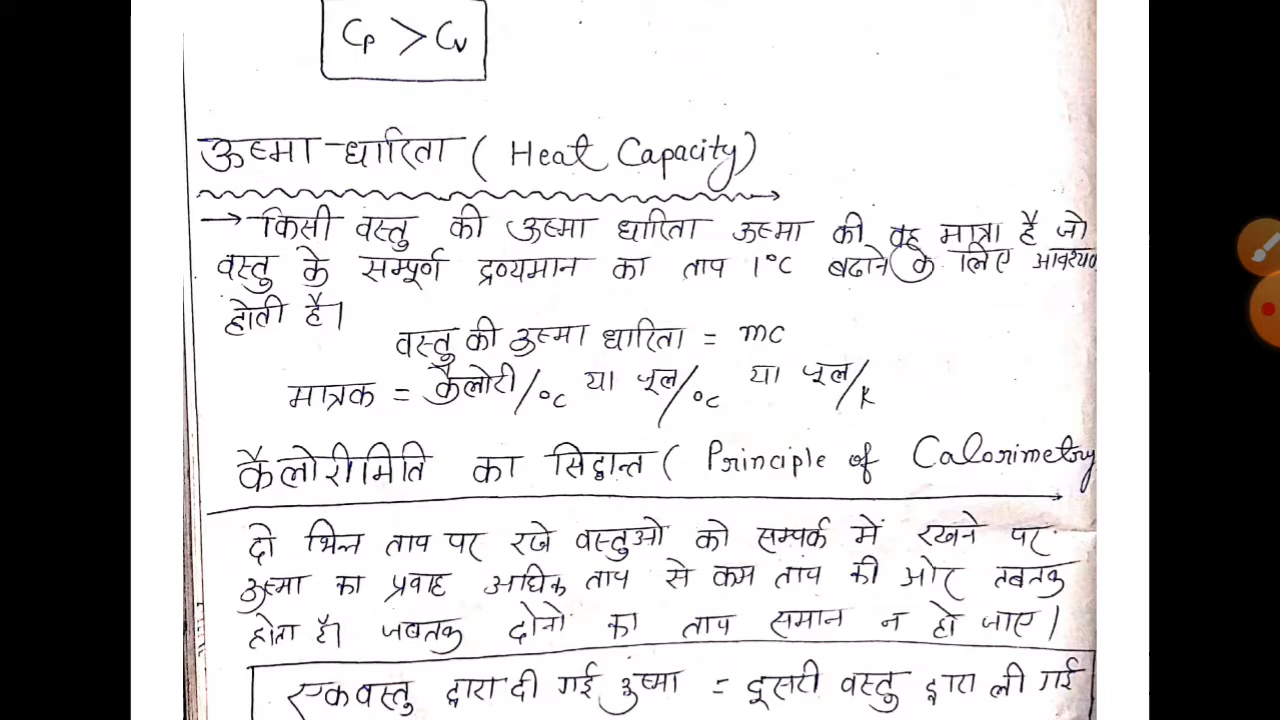 Cp > Cv
ऊष्मा-धारिता ( Heat Capacity)
→ किसी वस्तु की ऊष्मा धारिता ऊष्मा की वह मात्रा है जो
वस्तु के सम्पूर्ण द्रव्यमान का ताप 1°C बढाने के लिए आवश्यक
होती है।
वस्तु की ऊष्मा धारिता = mc
मात्रक = कैलोरी/°C या जूल/°C या जूल/K
कैलोरीमिति का सिद्धान्त ( Principle of Calorimetry
दो भिन्न ताप पर रखे वस्तुओ को सम्पर्क में रखने पर
ऊष्मा का प्रवाह अधिक ताप से कम ताप की ओर तबतक
होता है। जबतक दोनो का ताप समान न हो जाए।
एक वस्तु द्वारा दी गई ऊष्मा = दूसरी वस्तु द्वारा ली गई